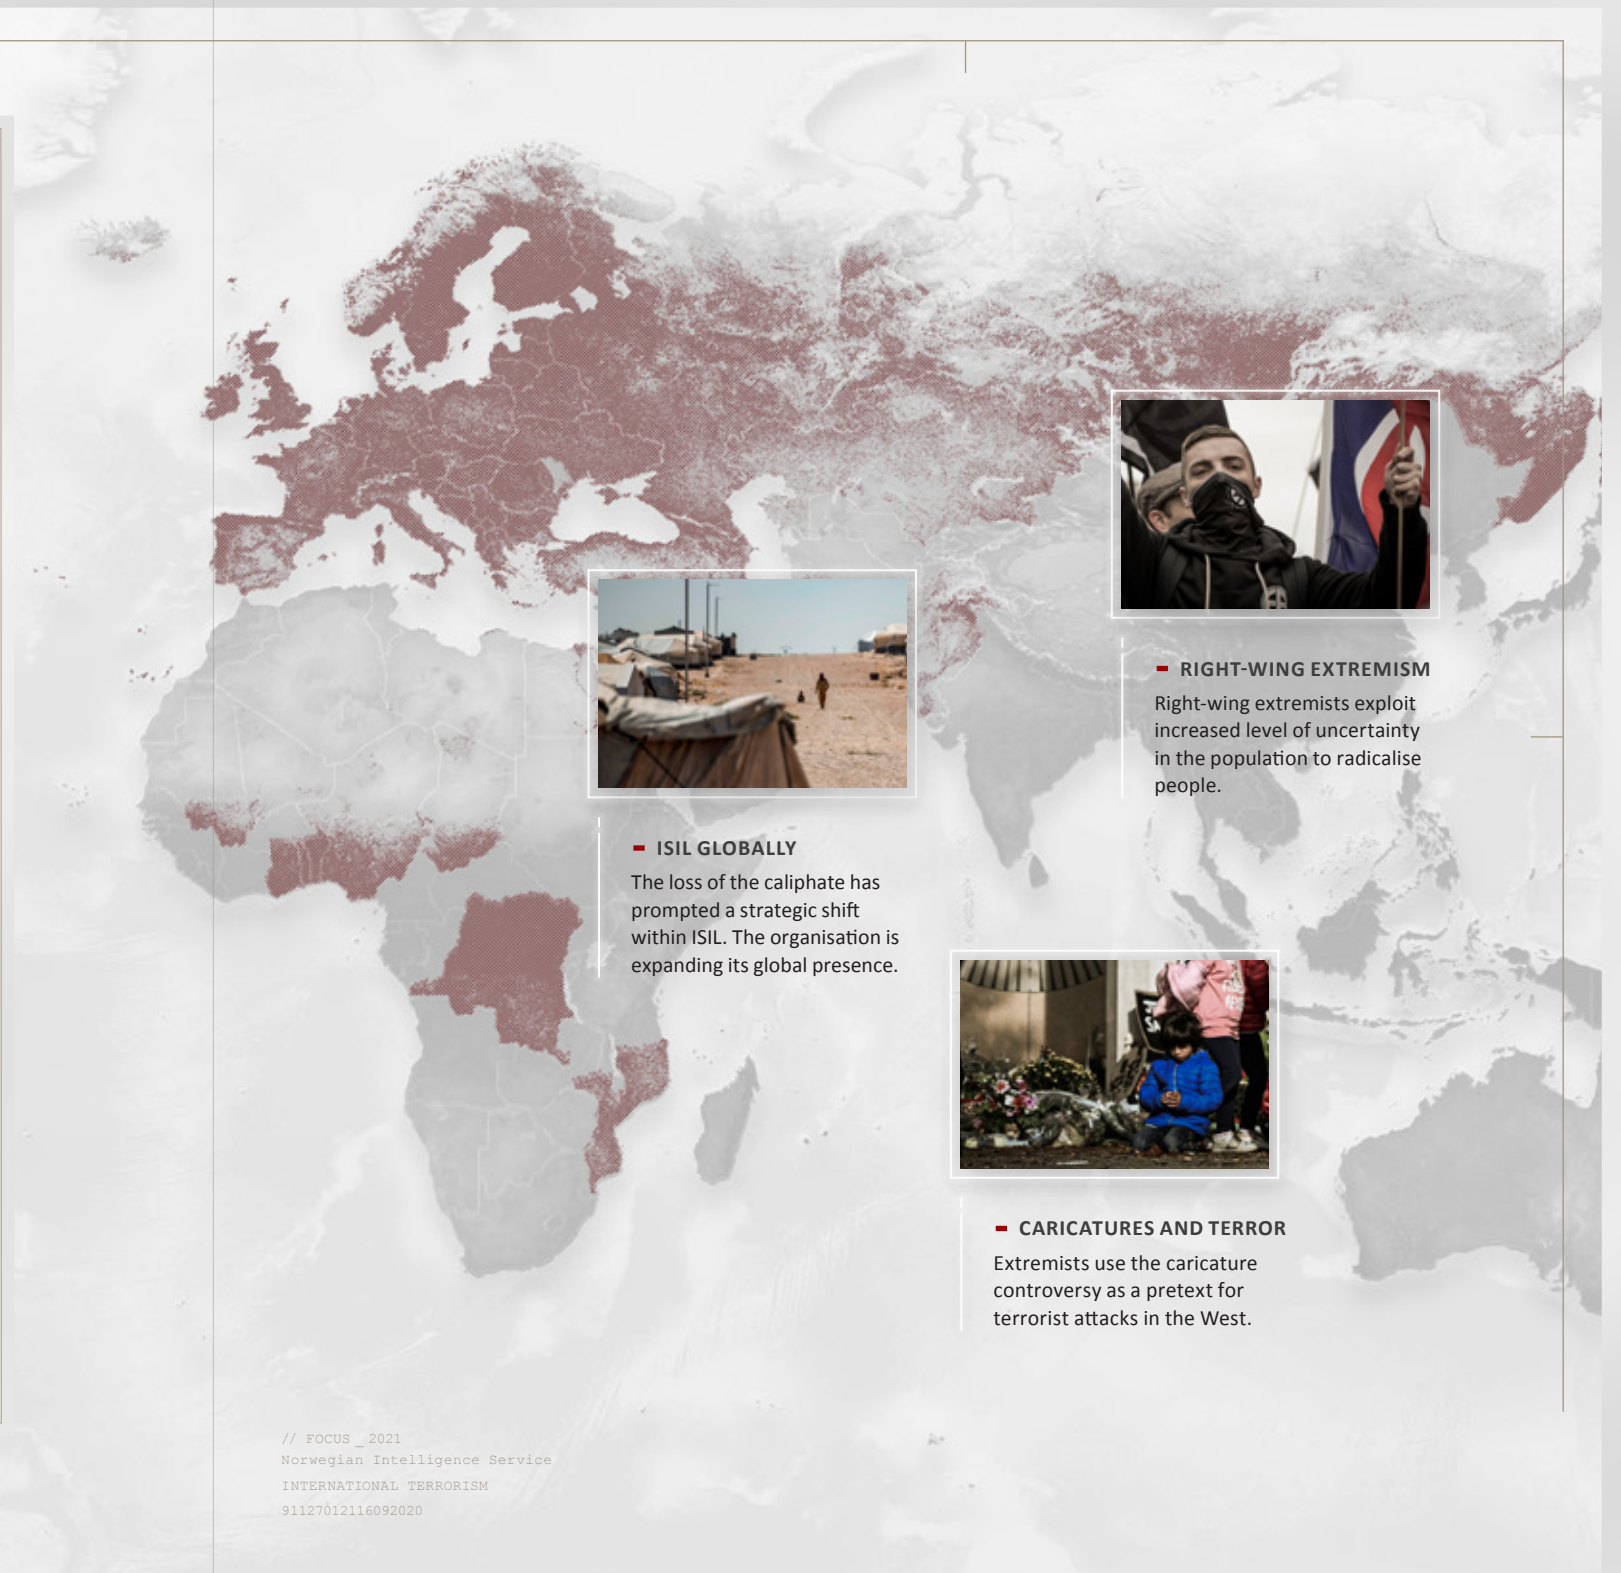 RIGHT-WING EXTREMISM
Right-wing extremists exploit
increased level of uncertainty
in the population to radicalise
people.
ISIL GLOBALLY
The loss of the caliphate has
prompted a strategic shift
within ISIL. The organisation is
expanding its global presence.
CARICATURES AND TERROR
Extremists use the caricature
controversy as a pretext for
terrorist attacks in the West.
// FOCUS _ 2021
Norwegian Intelligence Service
INTERNATIONAL TERRORISM
91127012116092020